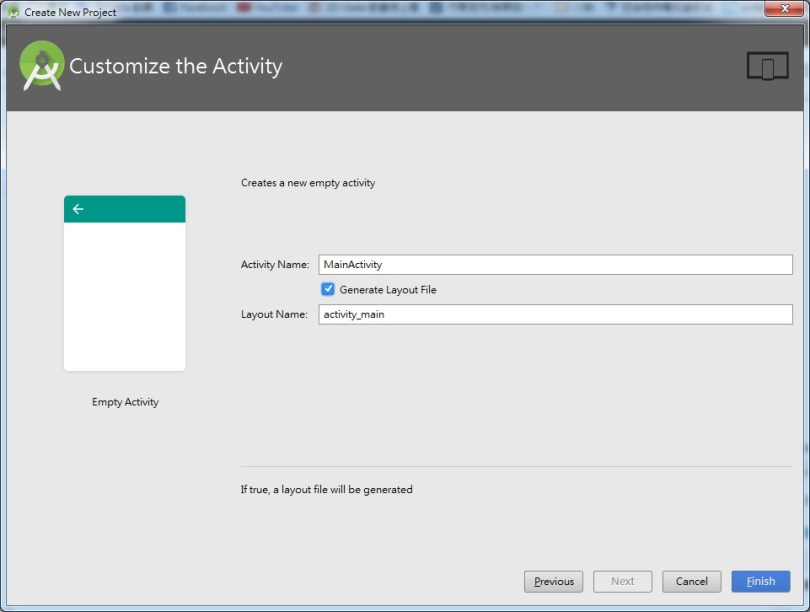 Create New Project
Customize the Activity
Creates a new empty activity
Activity Name: MainActivity
Generate Layout File
Layout Name: activity_main
Empty Activity
If true, a layout file will be generated
Previous Next Cancel Finish